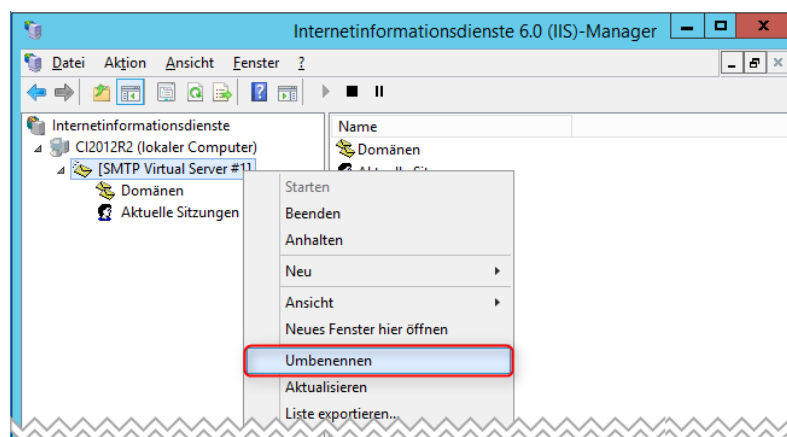 Internetinformationsdienste 6.0 (IIS)-Manager
Datei Aktion Ansicht Fenster ?
Internetinformationsdienste
CI2012R2 (lokaler Computer)
[SMTP Virtual Server #1]
Domänen
Aktuelle Sitzungen
Name
Domänen
Starten
Beenden
Anhalten
Neu
Ansicht
Neues Fenster hier öffnen
Umbenennen
Aktualisieren
Liste exportieren...